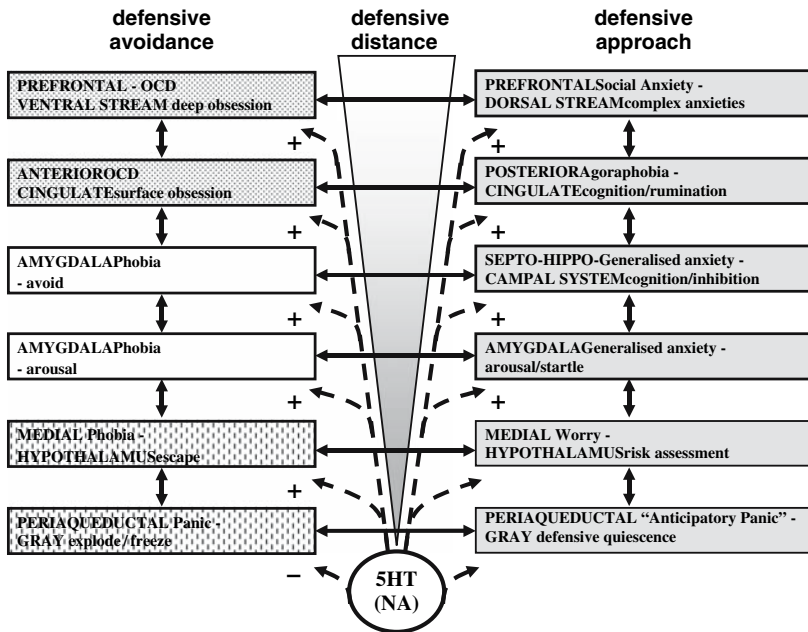 defensive
avoidance
defensive
distance
defensive
approach
PREFRONTAL - OCD
VENTRAL STREAM deep obsession
PREFRONTALSocial Anxiety -
DORSAL STREAMcomplex anxieties
+
+
ANTERIOROCD
CINGULATEsurface obsession
POSTERIORAgoraphobia -
CINGULATEcognition/rumination
+
+
AMYGDALAPhobia
- avoid
SEPTO-HIPPO-Generalised anxiety -
CAMPAL SYSTEMcognition/inhibition
+
+
AMYGDALAPhobia
- arousal
AMYGDALAGeneralised anxiety -
arousal/startle
+
+
MEDIAL Phobia -
HYPOTHALAMUSescape
MEDIAL Worry -
HYPOTHALAMUSrisk assessment
+
PERIAQUEDUCTAL Panic -
GRAY explode/freeze
PERIAQUEDUCTAL “Anticipatory Panic” -
GRAY defensive quiescence
–
5HT
(NA)